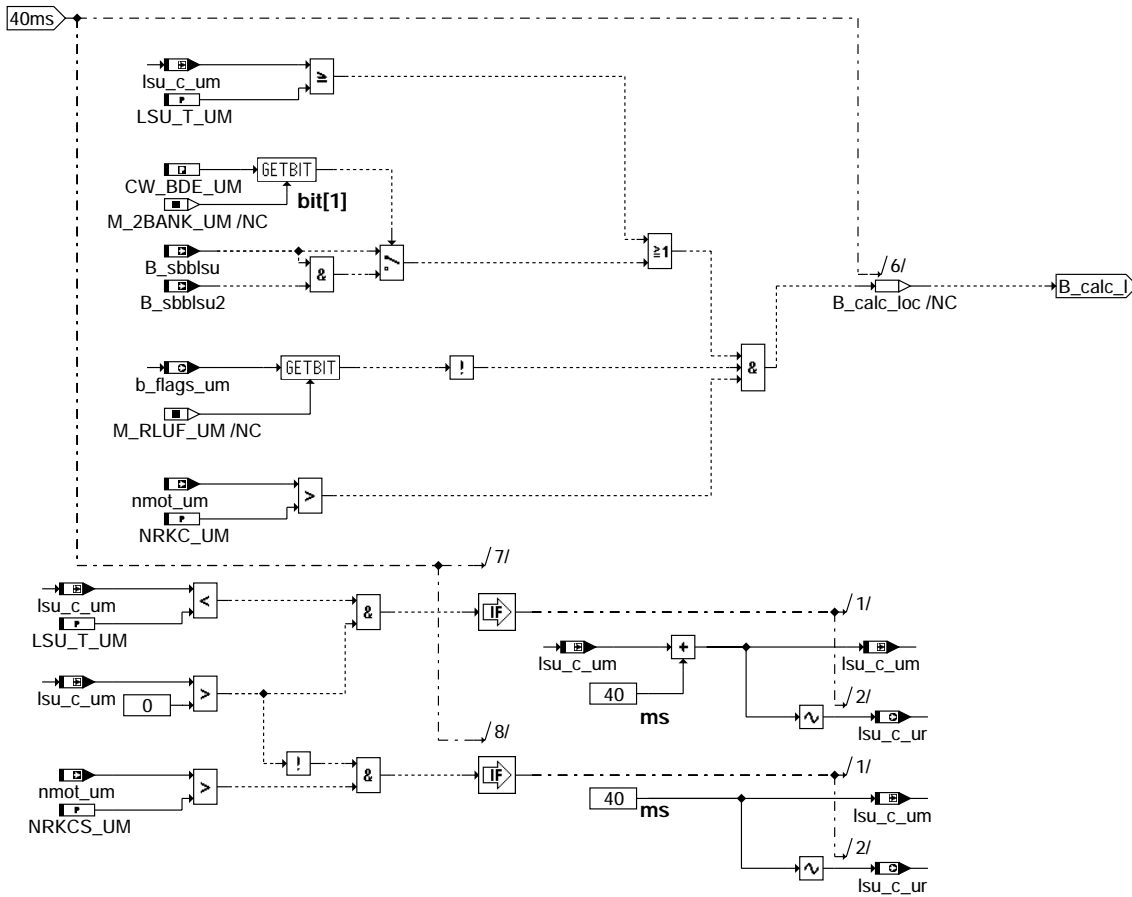 40ms
lsu_c_um
≥
LSU_T_UM
CW_BDE_UM
GETBIT
bit[1]
M_2BANK_UM /NC
B_sbblsu
&
B_sbblsu2
≥1
/6/
B_calc_loc /NC
B_calc_l
b_flags_um
GETBIT
!
&
M_RLUF_UM /NC
nmot_um
>
NRKC_UM
/7/
lsu_c_um
<
LSU_T_UM
&
IF
/1/
lsu_c_um
+
lsu_c_um
40
ms
lsu_c_um
0
>
/2/
lsu_c_ur
/8/
!
&
IF
/1/
nmot_um
>
NRKCS_UM
40
ms
lsu_c_um
/2/
lsu_c_ur